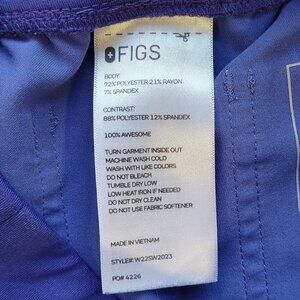 FIGS
BODY:
72% POLYESTER 21% RAYON
7% SPANDEX
CONTRAST:
88% POLYESTER 12% SPANDEX
100% AWESOME
TURN GARMENT INSIDE OUT
MACHINE WASH COLD
WASH WITH LIKE COLORS
DO NOT BLEACH
TUMBLE DRY LOW
LOW HEAT IRON IF NEEDED
DO NOT DRY CLEAN
DO NOT USE FABRIC SOFTENER
MADE IN VIETNAM
STYLE#: W22SW2023
PO# 4226